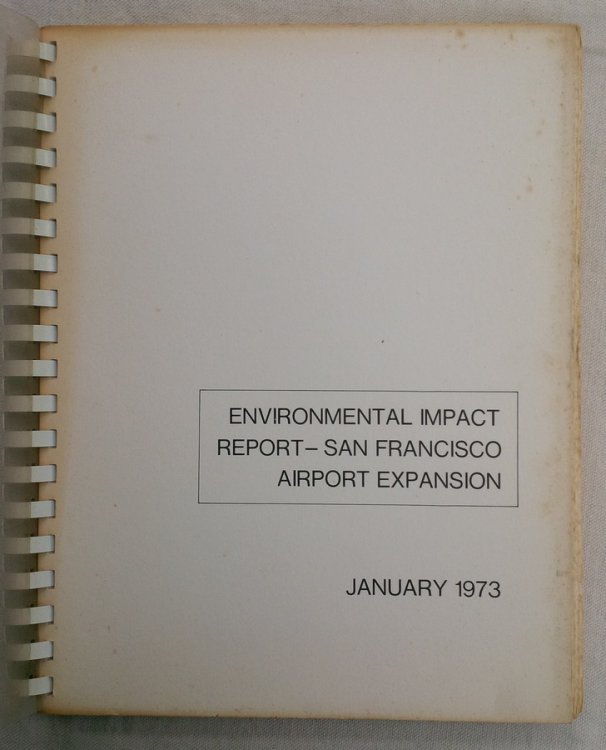 ENVIRONMENTAL IMPACT
REPORT– SAN FRANCISCO
AIRPORT EXPANSION
JANUARY 1973